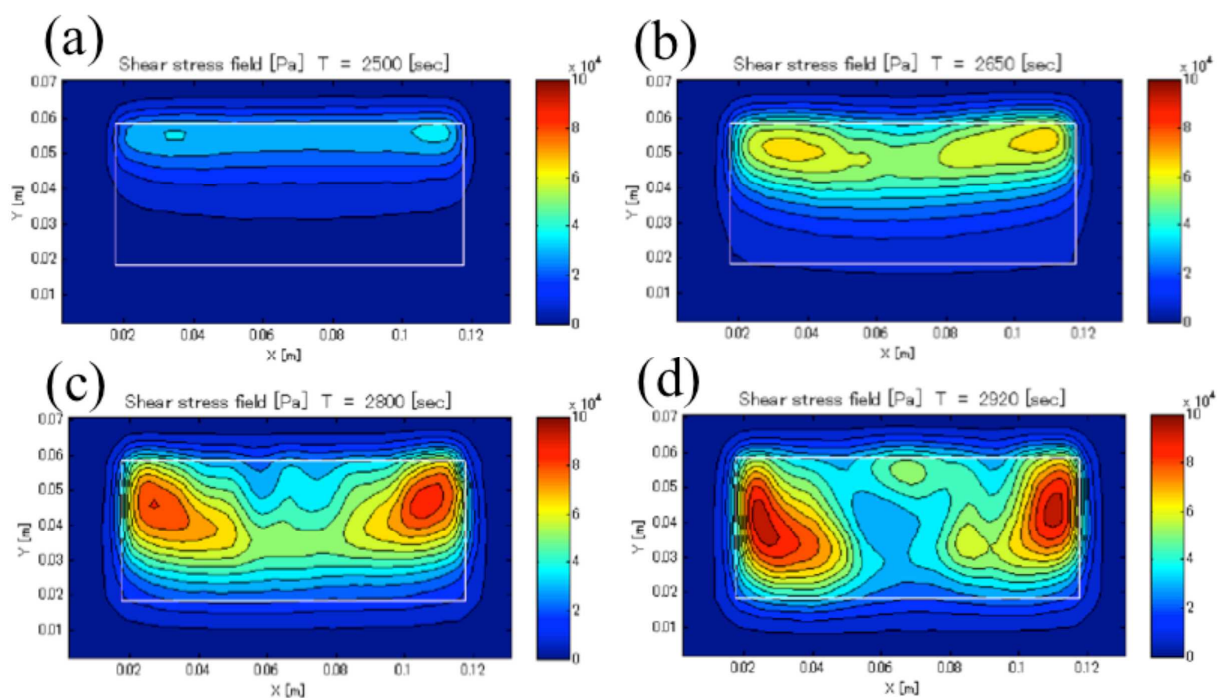 (a)
Shear stress field [Pa] T = 2500 [sec]
x 10^4
0.07
0.06
0.05
0.04
0.03
0.02
0.01
Y [m]
0.02 0.04 0.06 0.08 0.1 0.12
X [m]
10
8
6
4
2
0
(b)
Shear stress field [Pa] T = 2650 [sec]
x 10^4
0.07
0.06
0.05
0.04
0.03
0.02
0.01
Y [m]
0.02 0.04 0.06 0.08 0.1 0.12
X [m]
10
8
6
4
2
0
(c)
Shear stress field [Pa] T = 2800 [sec]
x 10^4
0.07
0.06
0.05
0.04
0.03
0.02
0.01
Y [m]
0.02 0.04 0.06 0.08 0.1 0.12
X [m]
10
8
6
4
2
0
(d)
Shear stress field [Pa] T = 2920 [sec]
x 10^4
0.07
0.06
0.05
0.04
0.03
0.02
0.01
Y [m]
0.02 0.04 0.06 0.08 0.1 0.12
X [m]
10
8
6
4
2
0